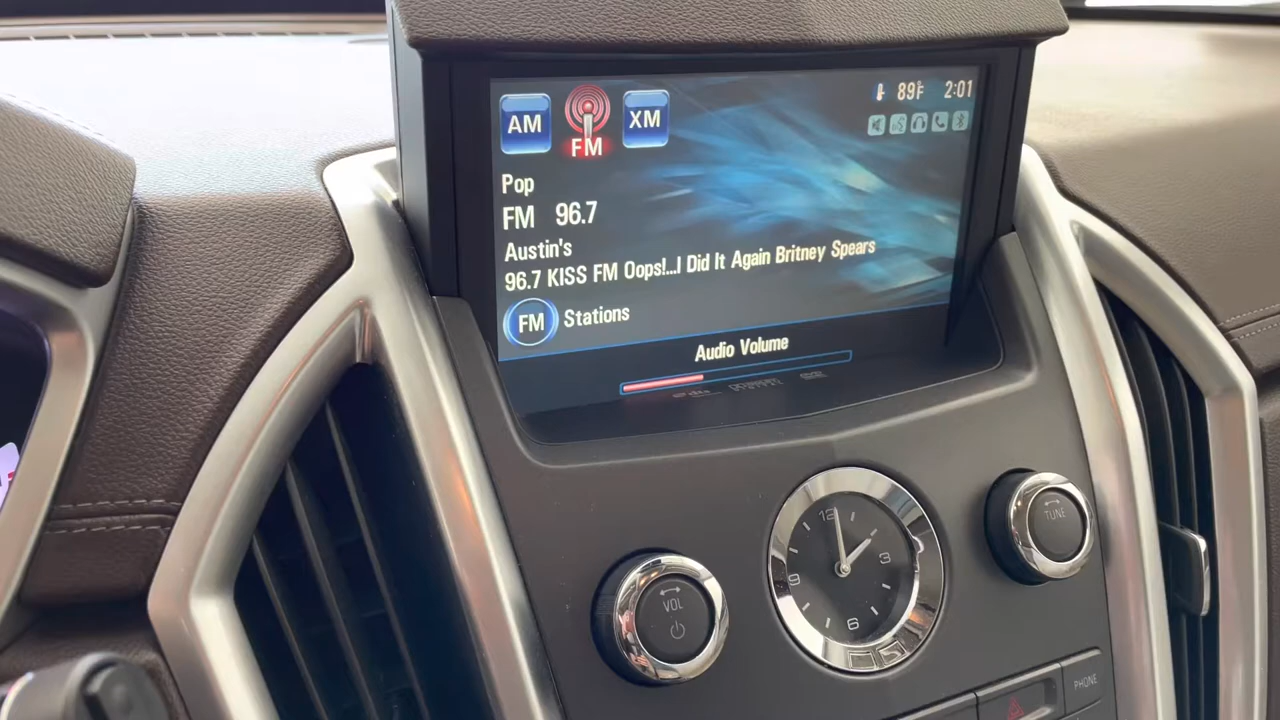 AM
FM
XM
89°F 2:01
Pop
FM 96.7
Austin's
96.7 KISS FM Oops!...I Did It Again Britney Spears
FM Stations
Audio Volume
12
3
6
9
VOL
TUNE
PHONE